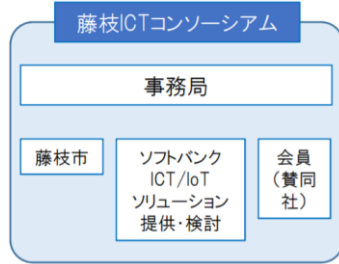 藤枝ICTコンソーシアム
事務局
藤枝市
ソフトバンク
ICT/IoT
ソリューション
提供・検討
会員
(賛同
社)